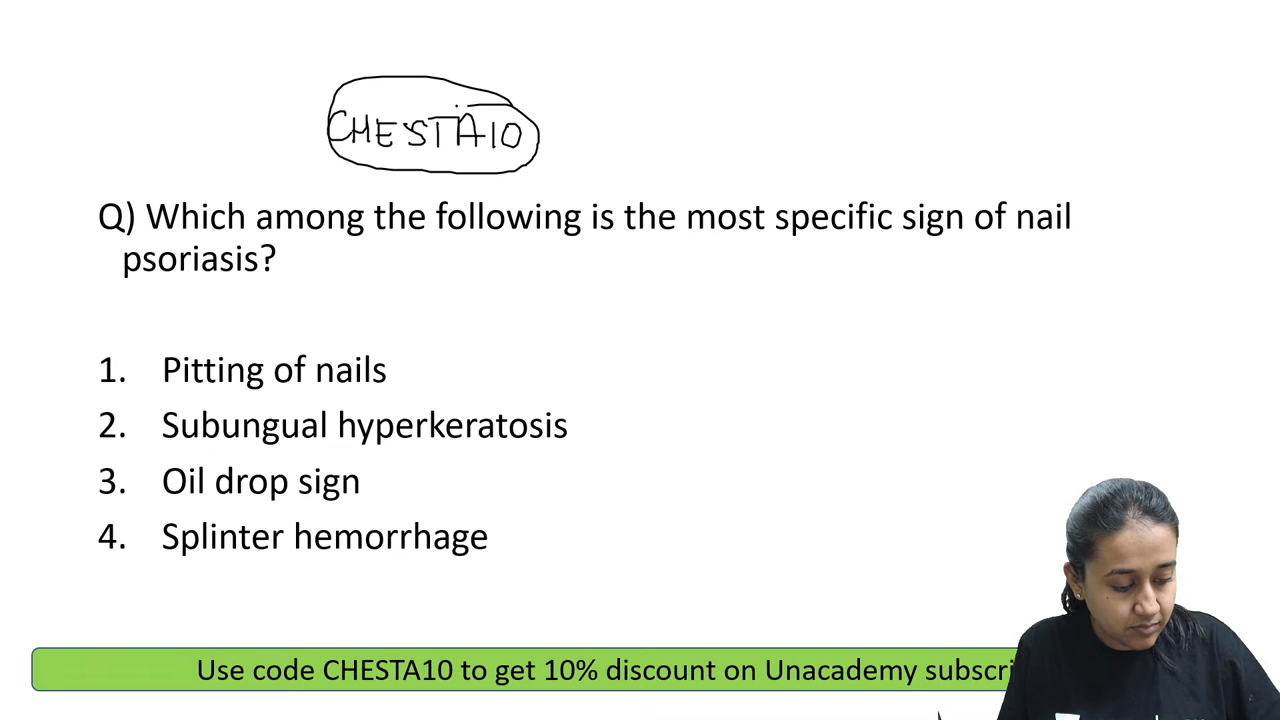 CHESTA10
Q) Which among the following is the most specific sign of nail
psoriasis?
1. Pitting of nails
2. Subungual hyperkeratosis
3. Oil drop sign
4. Splinter hemorrhage
Use code CHESTA10 to get 10% discount on Unacademy